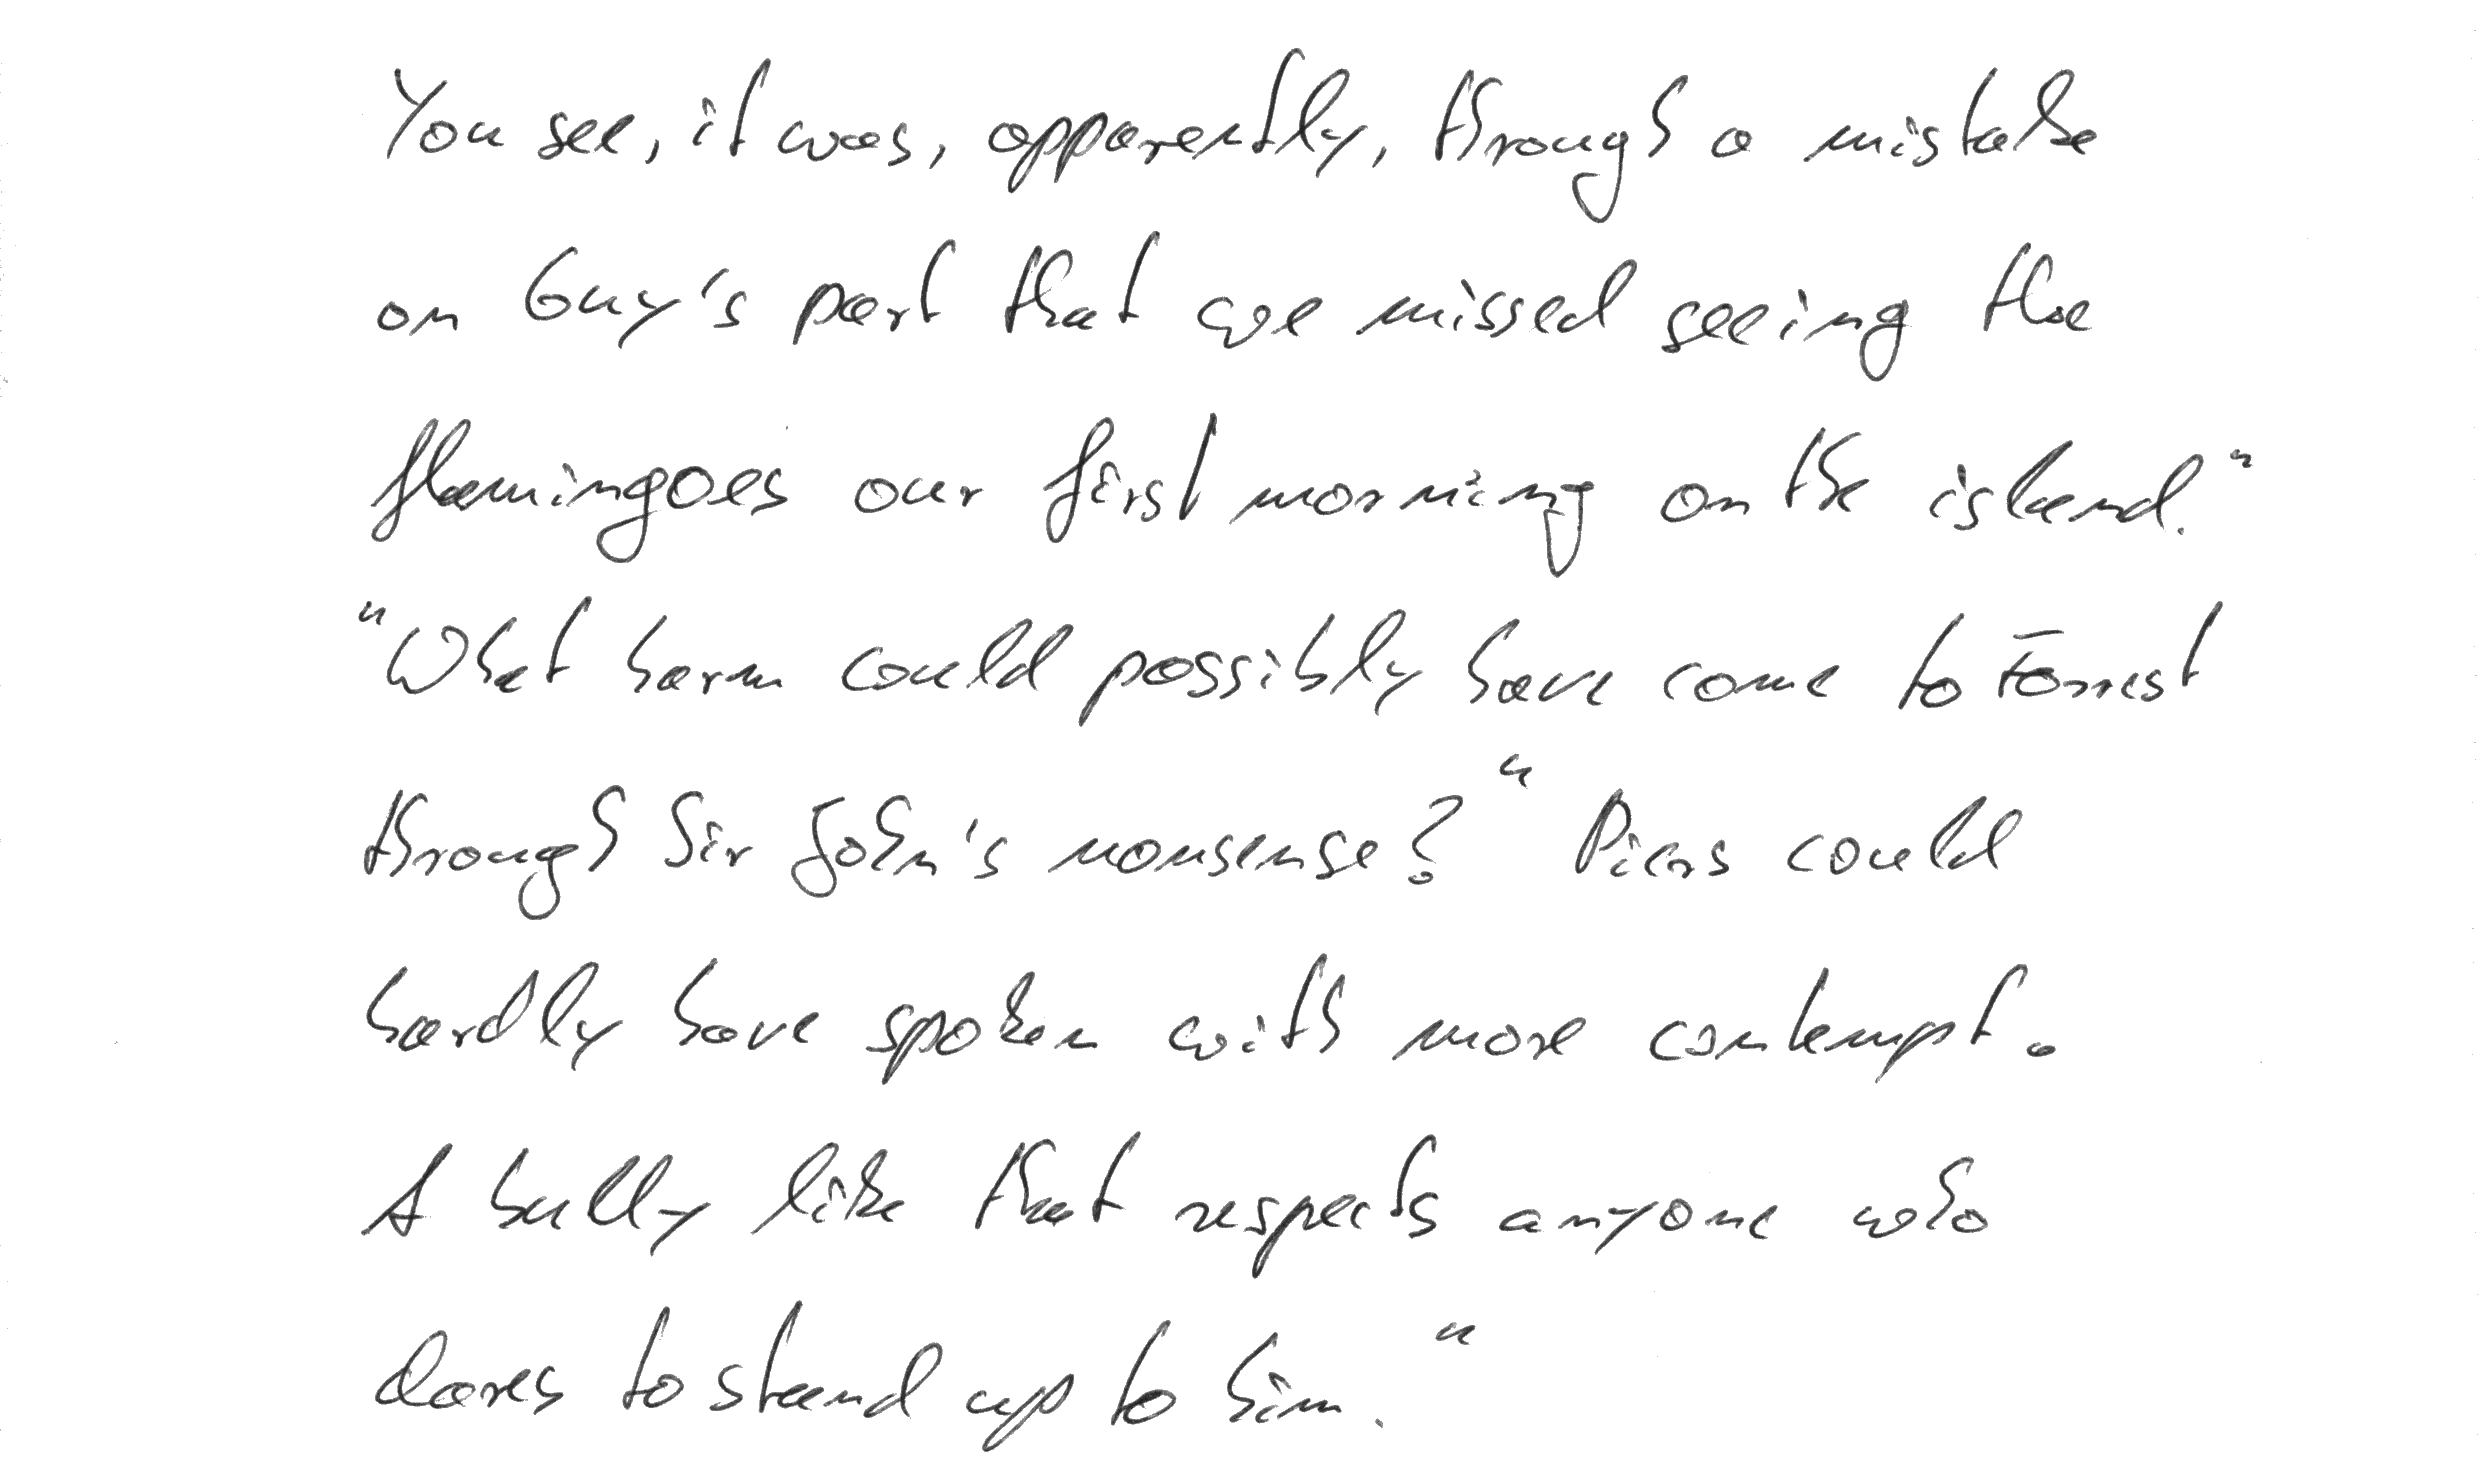 You see, it was, apparently, through a mistake
on Guy's part that we missed seeing the
flamingoes our first morning on the island."
"What harm could possibly have come to Forrest
through Sir John's nonsense?" Piers could
hardly have spoken with more contempt.
A bully like that respects anyone who
dares to stand up to him."